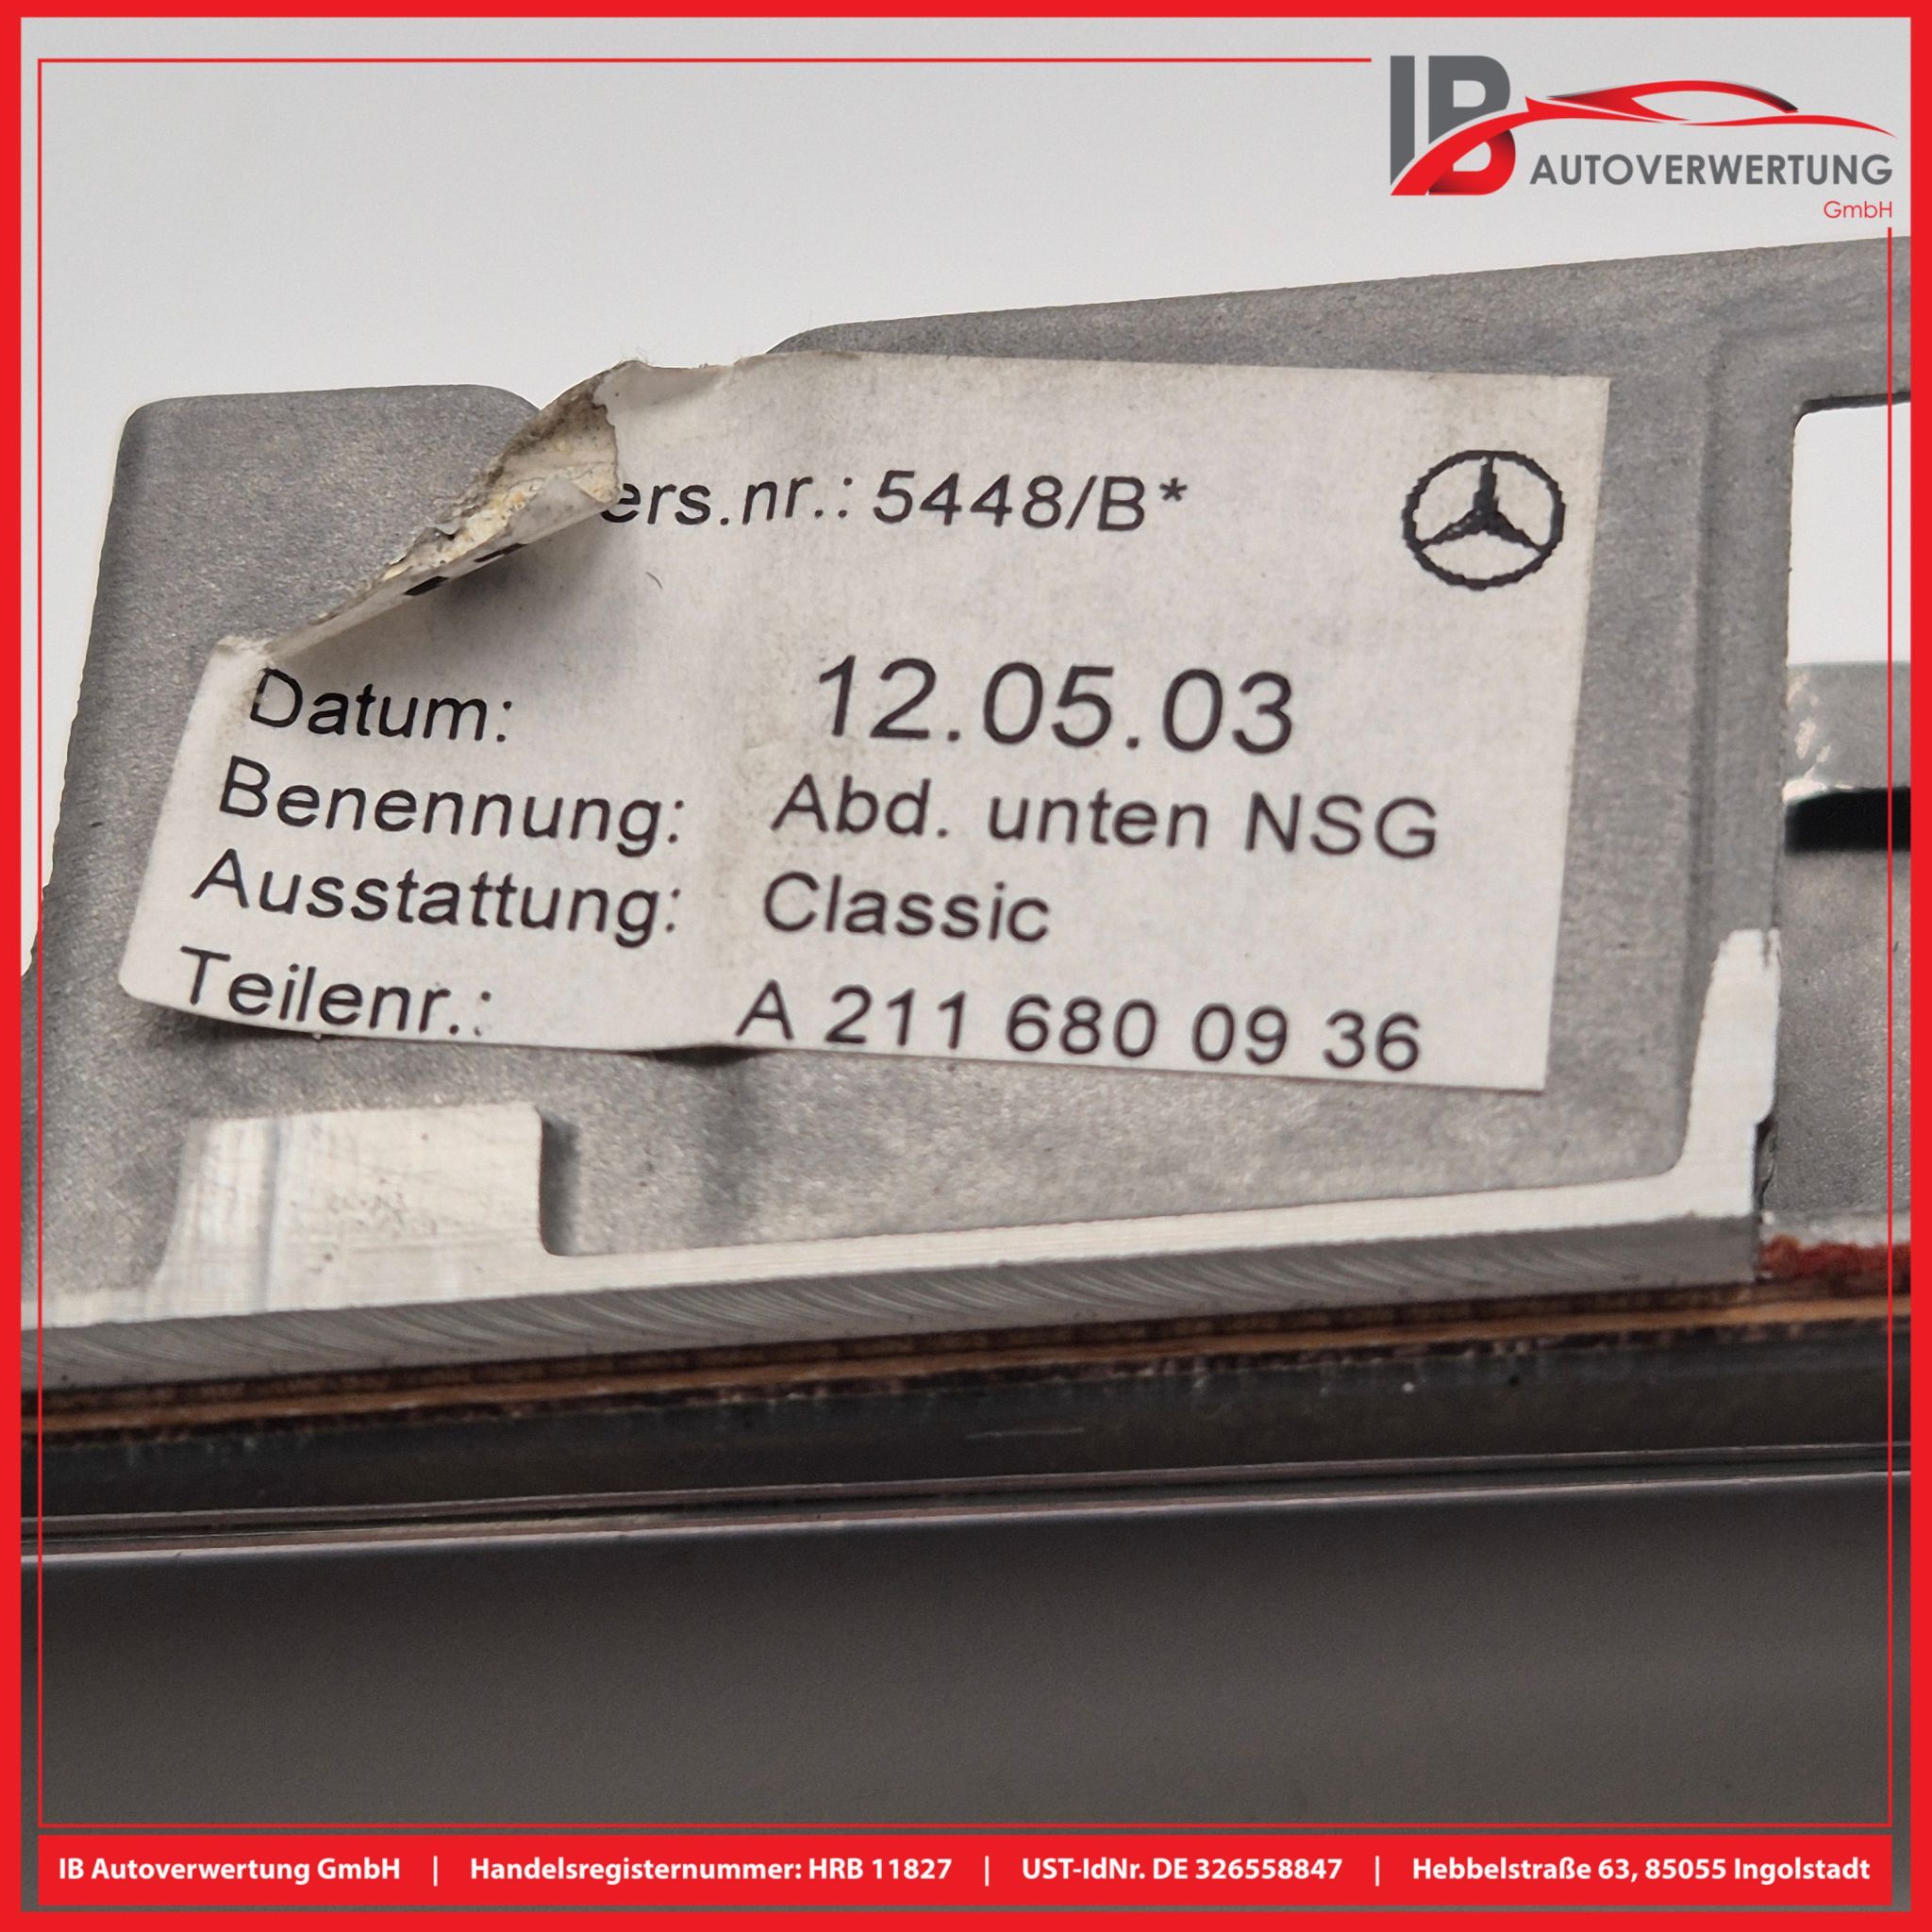 IB
AUTOVERWERTUNG
GmbH
ers.nr.: 5448/B*
Datum: 12.05.03
Benennung: Abd. unten NSG
Ausstattung: Classic
Teilenr.: A 211 680 09 36
IB Autoverwertung GmbH | Handelsregisternummer: HRB 11827 | UST-IdNr. DE 326558847 | Hebbelstraße 63, 85055 Ingolstadt